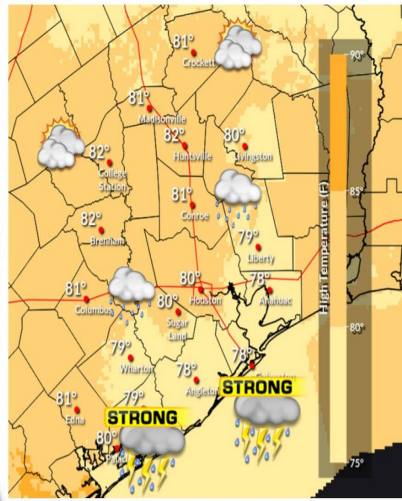 81°
Crockett
81°
Madisonville
82°
Huntsville
80°
Livingston
82°
College
Station
81°
Conroe
82°
Brenham
79°
Liberty
81°
Columbus
80°
Houston
78°
Anahuac
80°
Sugar
Land
79°
Wharton
78°
78°
Angleton
STRONG
81°
Edna
79°
STRONG
80°
90°
85°
80°
75°
High Temperature (F)